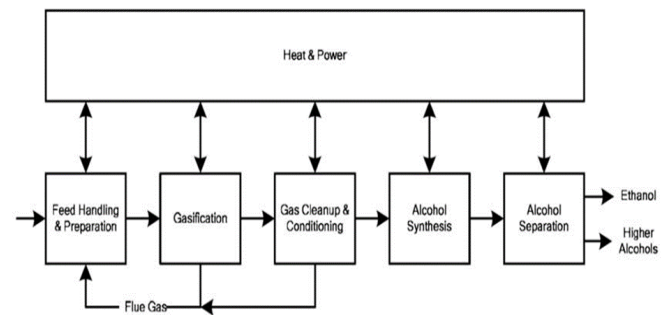 Heat & Power
Feed Handling
& Preparation
Gasification
Gas Cleanup &
Conditioning
Alcohol
Synthesis
Alcohol
Separation
Ethanol
Higher
Alcohols
Flue Gas